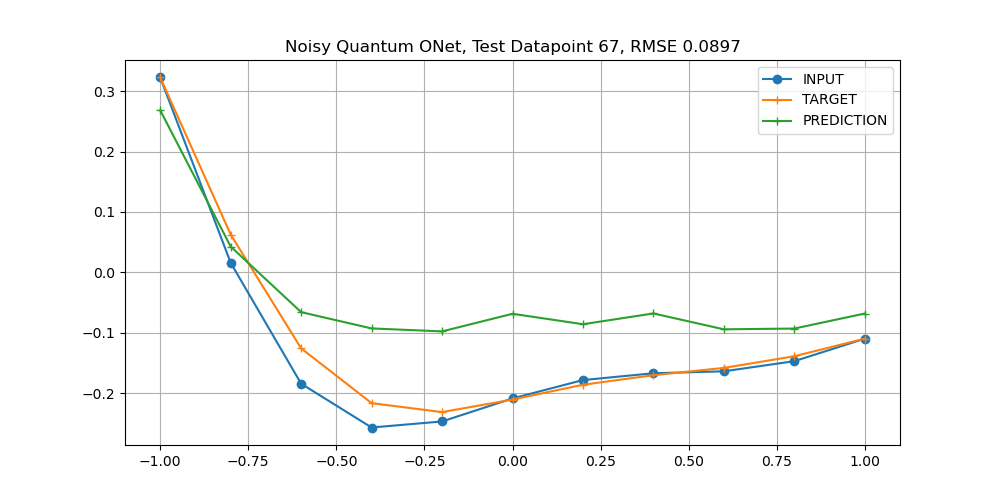 Noisy Quantum ONet, Test Datapoint 67, RMSE 0.0897
INPUT
TARGET
PREDICTION
0.3
0.2
0.1
0.0
−0.1
−0.2
−1.00 −0.75 −0.50 −0.25 0.00 0.25 0.50 0.75 1.00